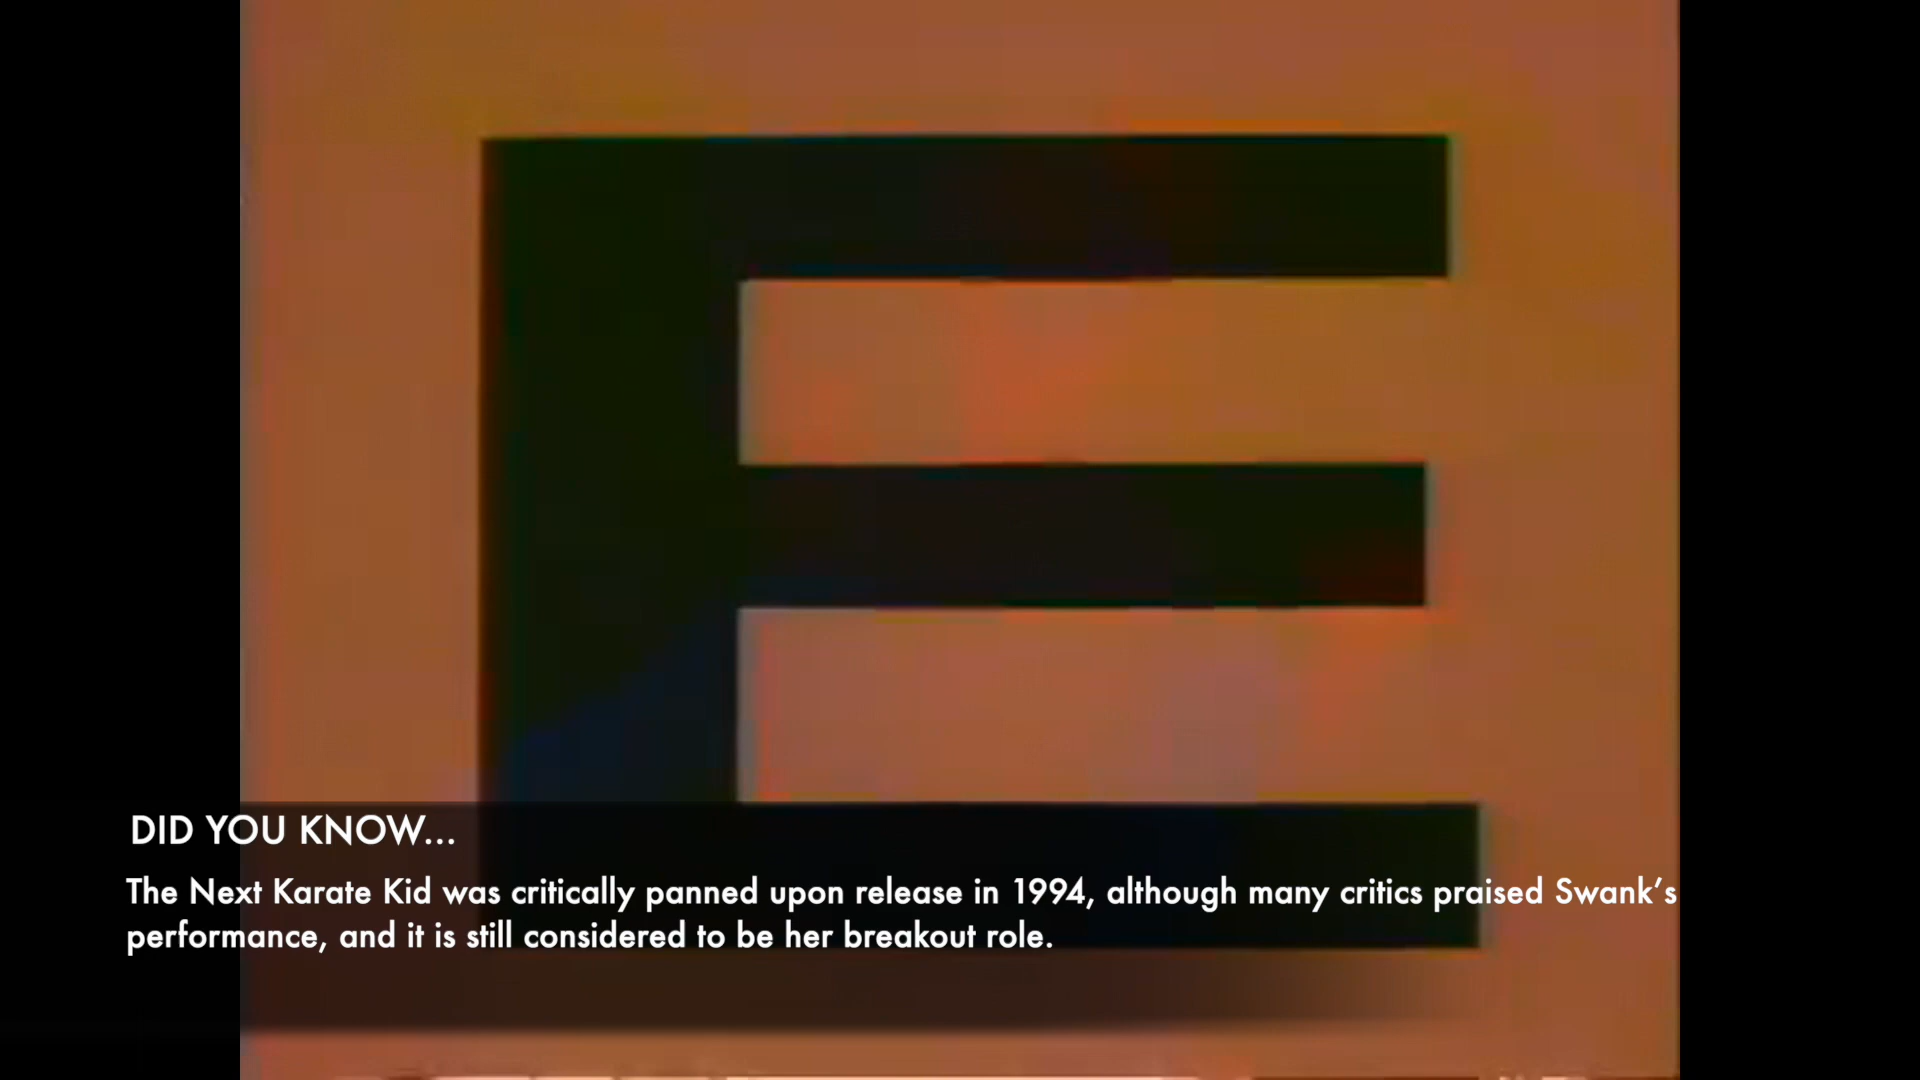 E
DID YOU KNOW...
The Next Karate Kid was critically panned upon release in 1994, although many critics praised Swank's
performance, and it is still considered to be her breakout role.